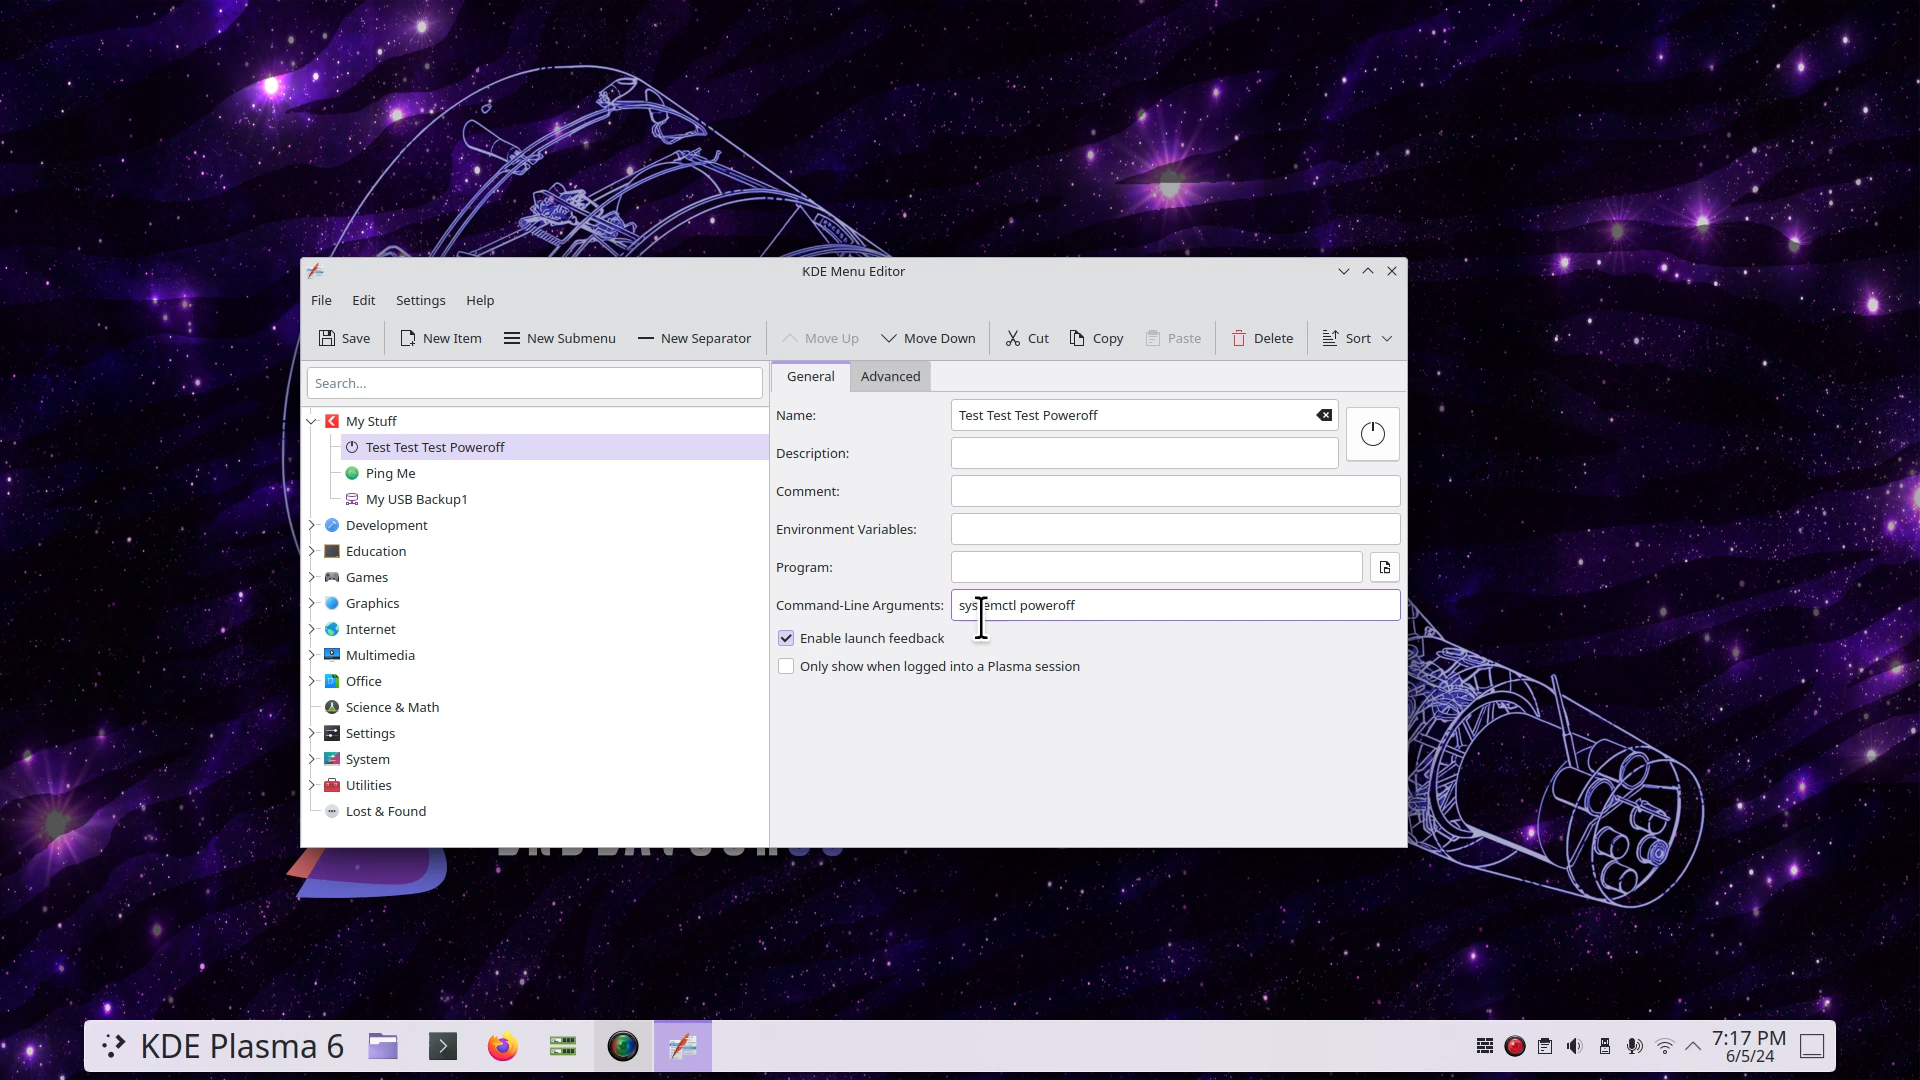 KDE Menu Editor
File Edit Settings Help
Save New Item New Submenu New Separator Move Up Move Down Cut Copy Paste Delete Sort
Search...
My Stuff
Test Test Test Poweroff
Ping Me
My USB Backup1
Development
Education
Games
Graphics
Internet
Multimedia
Office
Science & Math
Settings
System
Utilities
Lost & Found
General Advanced
Name: Test Test Test Poweroff
Description:
Comment:
Environment Variables:
Program:
Command-Line Arguments: systemctl poweroff
Enable launch feedback
Only show when logged into a Plasma session
KDE Plasma 6
7:17 PM
6/5/24